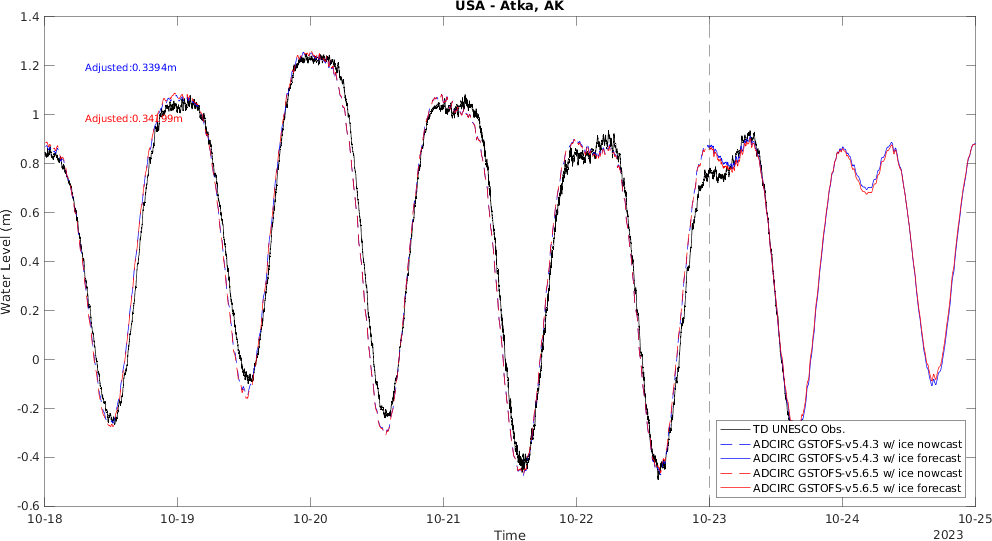 USA - Atka, AK
1.4
1.2
1
0.8
0.6
0.4
0.2
0
-0.2
-0.4
-0.6
Water Level (m)
Adjusted:0.3394m
Adjusted:0.34199m
TD UNESCO Obs.
ADCIRC GSTOFS-v5.4.3 w/ ice nowcast
ADCIRC GSTOFS-v5.4.3 w/ ice forecast
ADCIRC GSTOFS-v5.6.5 w/ ice nowcast
ADCIRC GSTOFS-v5.6.5 w/ ice forecast
10-18 10-19 10-20 10-21 10-22 10-23 10-24 10-25
Time
2023